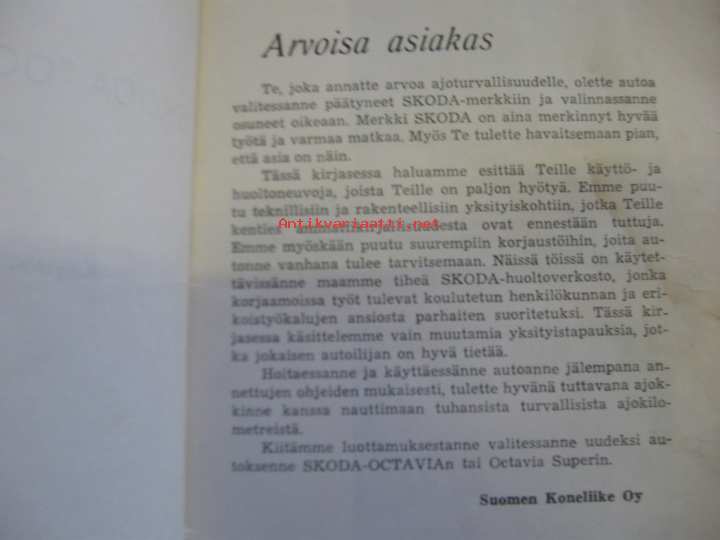 Arvoisa asiakas
Te, joka annatte arvoa ajoturvallisuudelle, olette autoa
valitessanne päätyneet SKODA-merkkiin ja valinnassanne
osuneet oikeaan. Merkki SKODA on aina merkinnyt hyvää
työtä ja varmaa matkaa. Myös Te tulette havaitsemaan pian,
että asia on näin.
Tässä kirjasessa haluamme esittää Teille käyttö- ja
huoltoneuvoja, joista Teille on paljon hyötyä. Emme puu-
tu teknillisiin ja rakenteellisiin yksityiskohtiin, jotka Teille
Antikvariaatti.net
kenties ovat ennestään tuttuja.
Emme myöskään puutu suurempiin korjaustöihin, joita au-
tonne vanhana tulee tarvitsemaan. Näissä töissä on käytet-
tävissänne maamme tiheä SKODA-huoltoverkosto, jonka
korjaamoissa työt tulevat koulutetun henkilökunnan ja eri-
koistyökalujen ansiosta parhaiten suoritetuksi. Tässä kir-
jasessa käsittelemme vain muutamia yksityistapauksia, jot-
ka jokaisen autoilijan on hyvä tietää.
Hoitaessanne ja käyttäessänne autoanne jälempana an-
nettujen ohjeiden mukaisesti, tulette hyvänä tuttavana ajok-
kinne kanssa nauttimaan tuhansista turvallisista ajokilo-
metreistä.
Kiitämme luottamuksestanne valitessanne uudeksi au-
toksenne SKODA-OCTAVIAn tai Octavia Superin.
Suomen Koneliike Oy